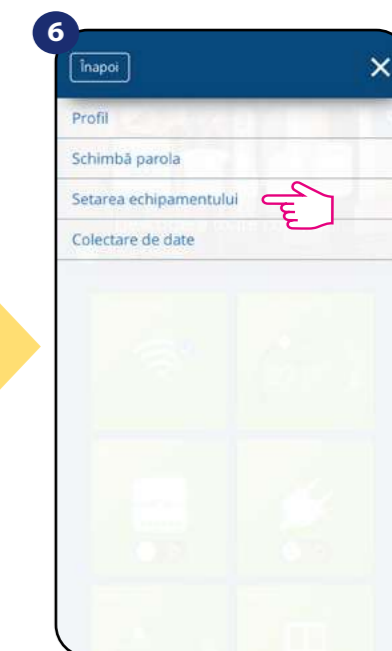 6
Înapoi
Profil
Schimbă parola
Setarea echipamentului
Colectare de date